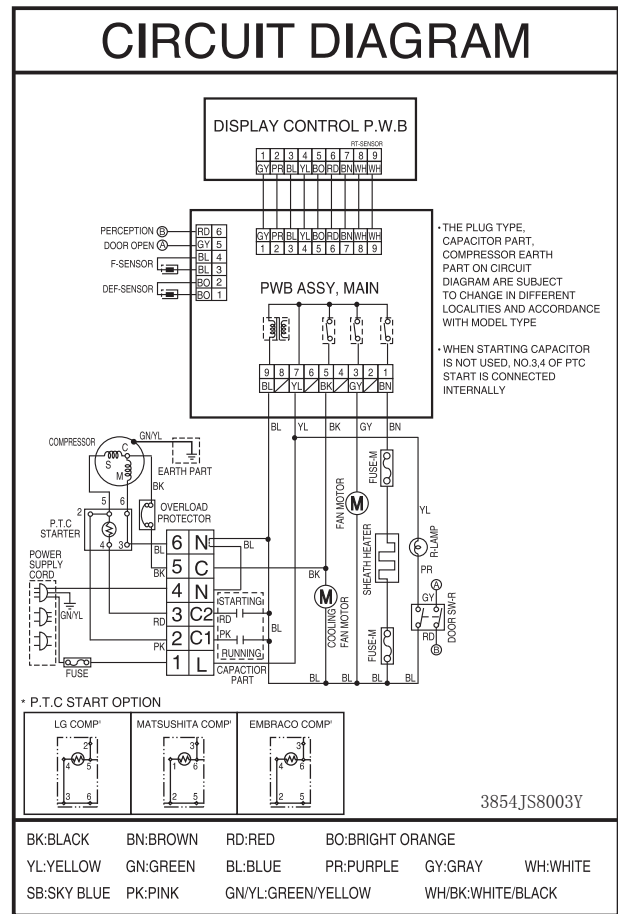 CIRCUIT DIAGRAM
DISPLAY CONTROL P.W.B
RT-SENSOR
1 2 3 4 5 6 7 8 9
GY PR BL YL BO RD BN WH WH
GY PR BL YL BO RD BN WH WH
1 2 3 4 5 6 7 8 9
PERCEPTION B RD 6
DOOR OPEN A GY 5
F-SENSOR BL 4
BL 3
DEF-SENSOR BO 2
BO 1
PWB ASSY, MAIN
9 8 7 6 5 4 3 2 1
BL YL BK GY BN
• THE PLUG TYPE,
CAPACITOR PART,
COMPRESSOR EARTH
PART ON CIRCUIT
DIAGRAM ARE SUBJECT
TO CHANGE IN DIFFERENT
LOCALITIES AND ACCORDANCE
WITH MODEL TYPE
• WHEN STARTING CAPACITOR
IS NOT USED, NO.3,4 OF PTC
START IS CONNECTED
INTERNALLY
BL YL BK GY BN
COMPRESSOR
GN/YL
C
S
M
EARTH PART
BK
5 6
2
4 3
P.T.C
STARTER
OVERLOAD
PROTECTOR
POWER
SUPPLY
CORD
GN/YL
FUSE
BL 6 N BL
BK 5 C BK
4 N
RD 3 C2 RD
PK 2 C1 PK
1 L
STARTING
RUNNING
CAPACTIOR
PART
BL
M
COOLING
FAN MOTOR
M
FAN MOTOR
FUSE-M
SHEATH HEATER
FUSE-M
YL
R-LAMP
PR
A
GY
DOOR SW-R
RD
B
BL BL BL BL
* P.T.C START OPTION
LG COMP'
2
4 5
3 6
MATSUSHITA COMP'
3
1 6
2 5
EMBRACO COMP'
3
4 6
2 5
3854JS8003Y
BK:BLACK BN:BROWN RD:RED BO:BRIGHT ORANGE
YL:YELLOW GN:GREEN BL:BLUE PR:PURPLE GY:GRAY WH:WHITE
SB:SKY BLUE PK:PINK GN/YL:GREEN/YELLOW WH/BK:WHITE/BLACK